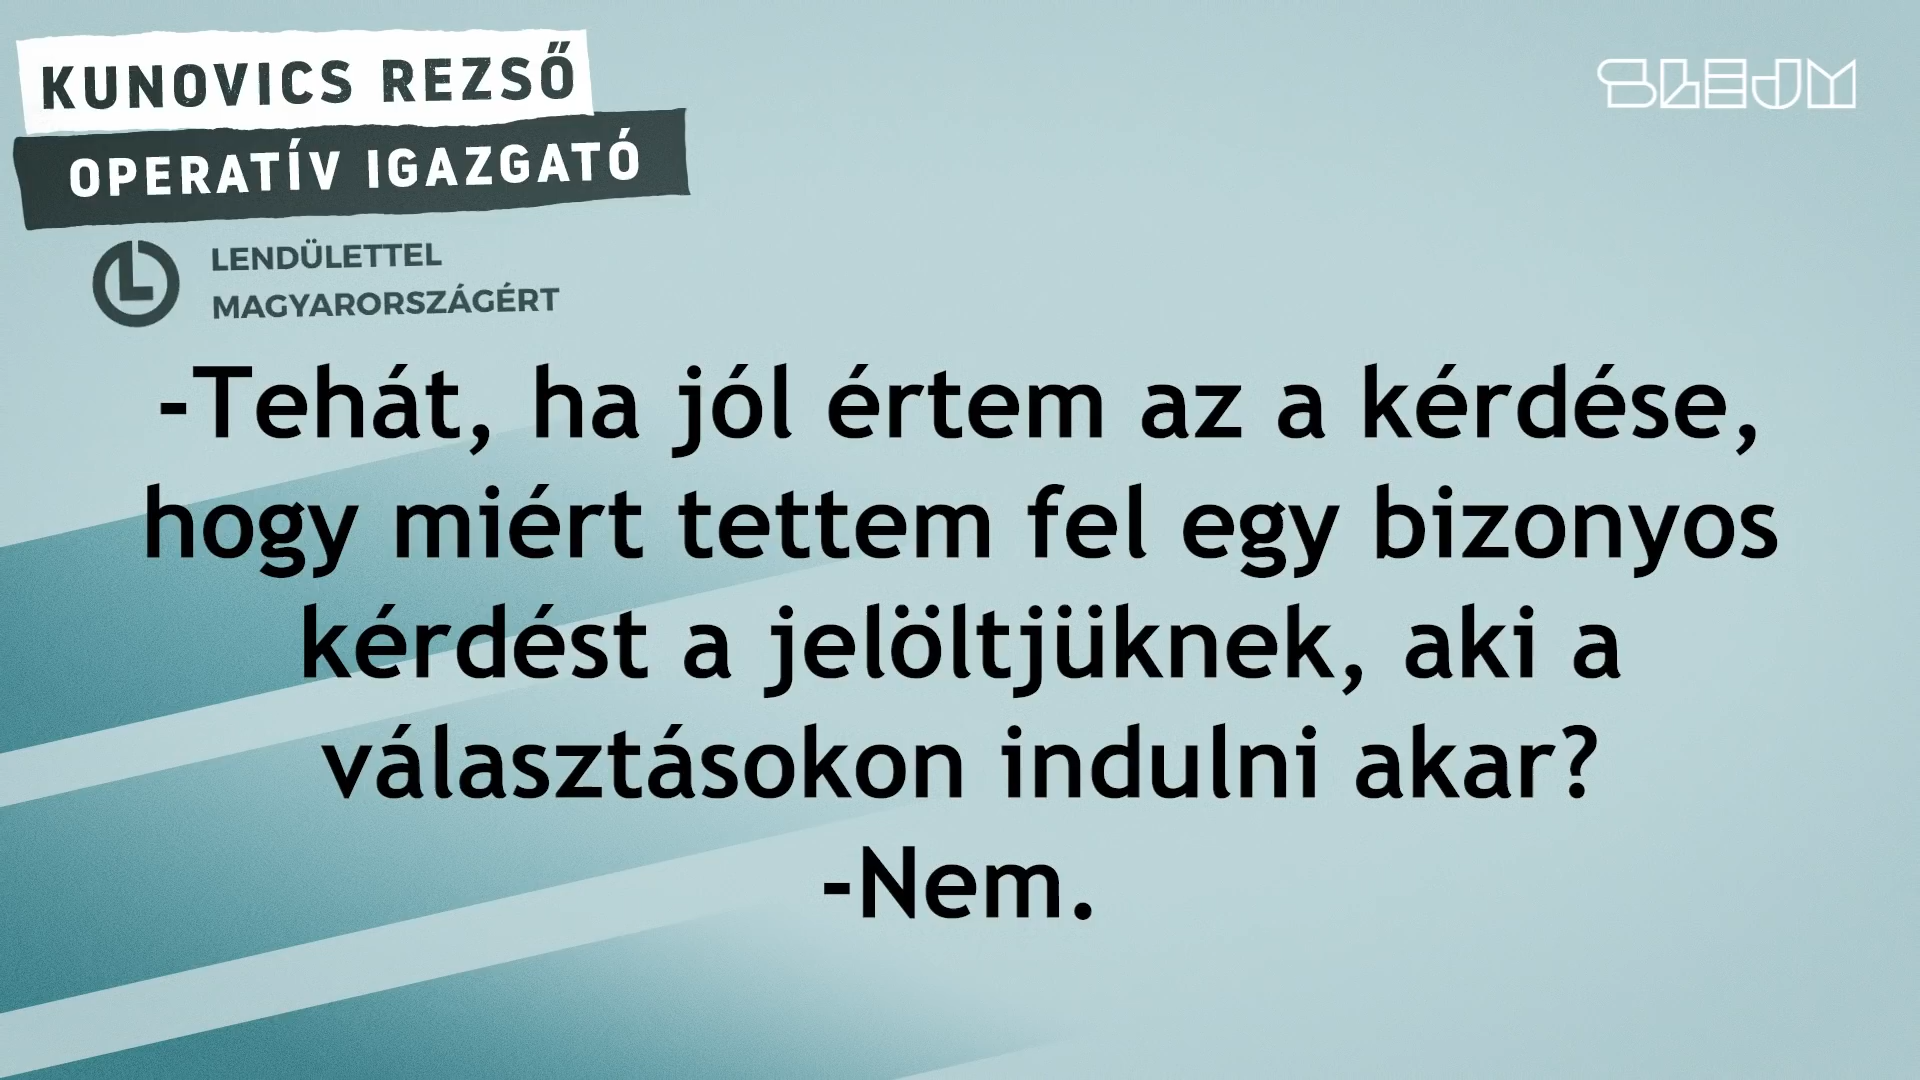 KUNOVICS REZSŐ
OPERATÍV IGAZGATÓ
LENDÜLETTEL
MAGYARORSZÁGÉRT
SLEJM
-Tehát, ha jól értem az a kérdése,
hogy miért tettem fel egy bizonyos
kérdést a jelöltjüknek, aki a
választásokon indulni akar?
-Nem.